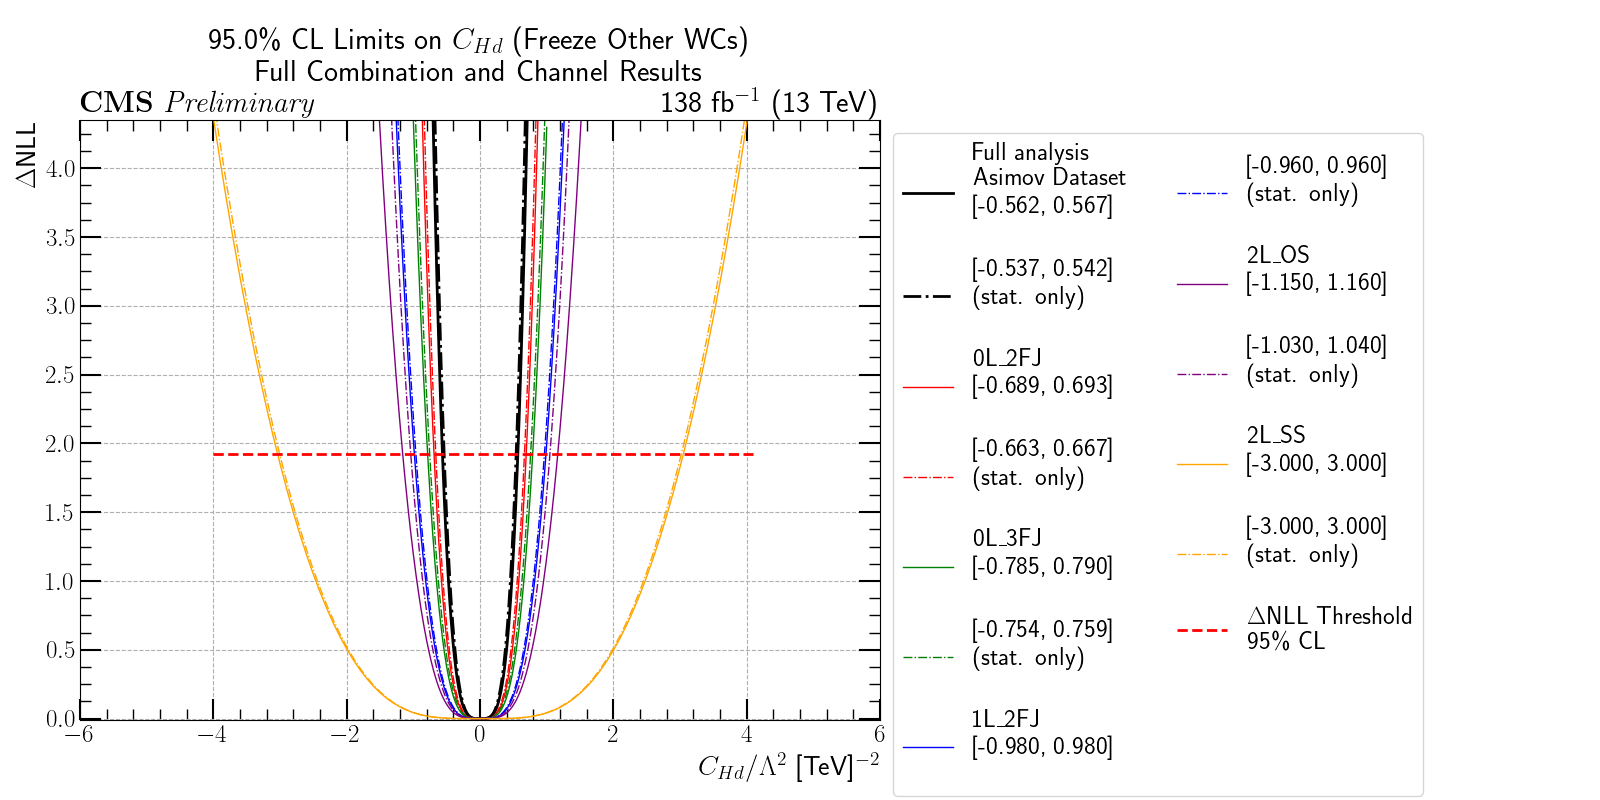 95.0% CL Limits on C_{Hd} (Freeze Other WCs)
Full Combination and Channel Results
CMS Preliminary
138 fb^{-1} (13 TeV)
ΔNLL
4.0
3.5
3.0
2.5
2.0
1.5
1.0
0.5
0.0
−6
−4
−2
0
2
4
6
C_{Hd}/Λ^2 [TeV]^{-2}
Full analysis
Asimov Dataset
[-0.562, 0.567]
[-0.537, 0.542]
(stat. only)
0L_2FJ
[-0.689, 0.693]
[-0.663, 0.667]
(stat. only)
0L_3FJ
[-0.785, 0.790]
[-0.754, 0.759]
(stat. only)
1L_2FJ
[-0.980, 0.980]
[-0.960, 0.960]
(stat. only)
2L_OS
[-1.150, 1.160]
[-1.030, 1.040]
(stat. only)
2L_SS
[-3.000, 3.000]
[-3.000, 3.000]
(stat. only)
ΔNLL Threshold
95% CL